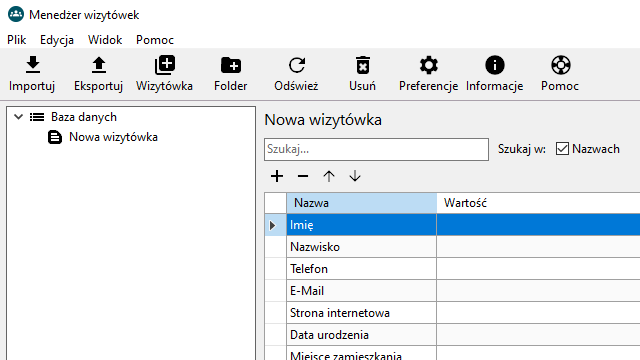 Menedżer wizytówek
Plik Edycja Widok Pomoc
Importuj Eksportuj Wizytówka Folder Odśwież Usuń Preferencje Informacje Pomoc
Baza danych
Nowa wizytówka
Nowa wizytówka
Szukaj... Szukaj w: Nazwach
Nazwa Wartość
Imię
Nazwisko
Telefon
E-Mail
Strona internetowa
Data urodzenia
Miejsce zamieszkania